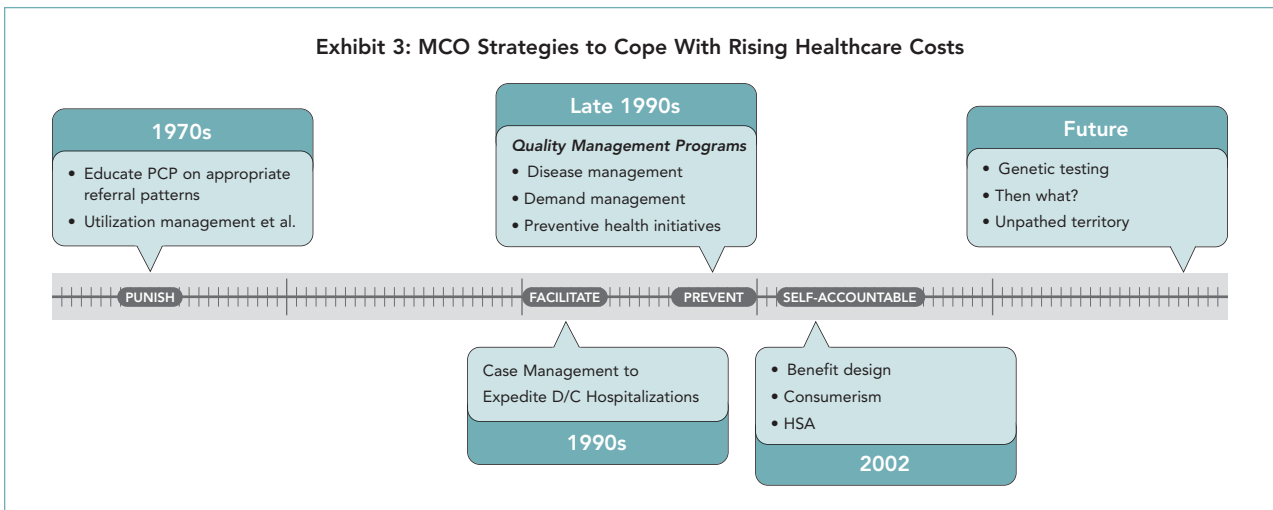 Exhibit 3: MCO Strategies to Cope With Rising Healthcare Costs
1970s
• Educate PCP on appropriate
referral patterns
• Utilization management et al.
Late 1990s
Quality Management Programs
• Disease management
• Demand management
• Preventive health initiatives
Future
• Genetic testing
• Then what?
• Unpathed territory
PUNISH
FACILITATE
PREVENT
SELF-ACCOUNTABLE
Case Management to
Expedite D/C Hospitalizations
1990s
• Benefit design
• Consumerism
• HSA
2002